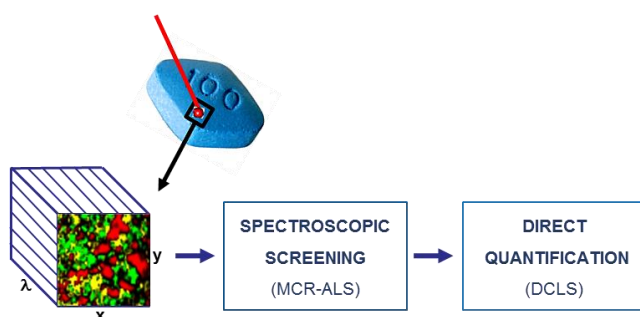 100
y
λ
x
SPECTROSCOPIC
SCREENING
(MCR-ALS)
DIRECT
QUANTIFICATION
(DCLS)